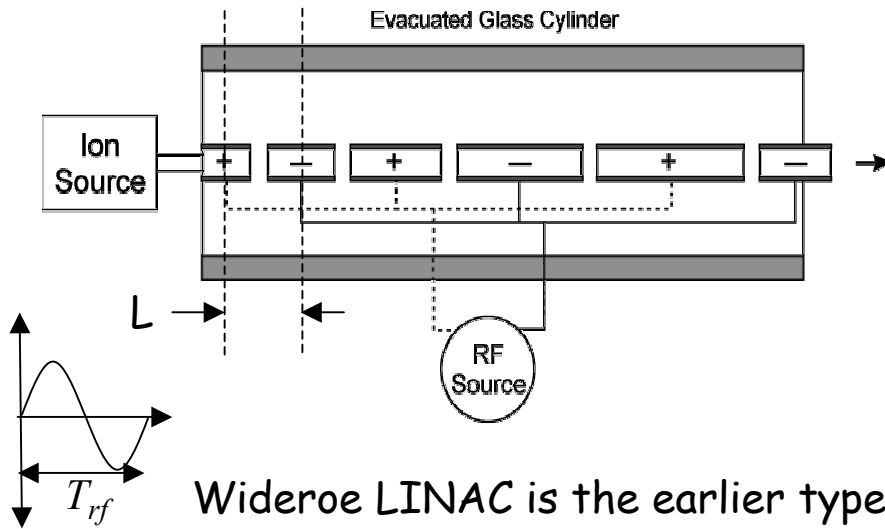 Evacuated Glass Cylinder
Ion
Source
+ – + – + –
L
RF
Source
T_rf
Wideroe LINAC is the earlier type